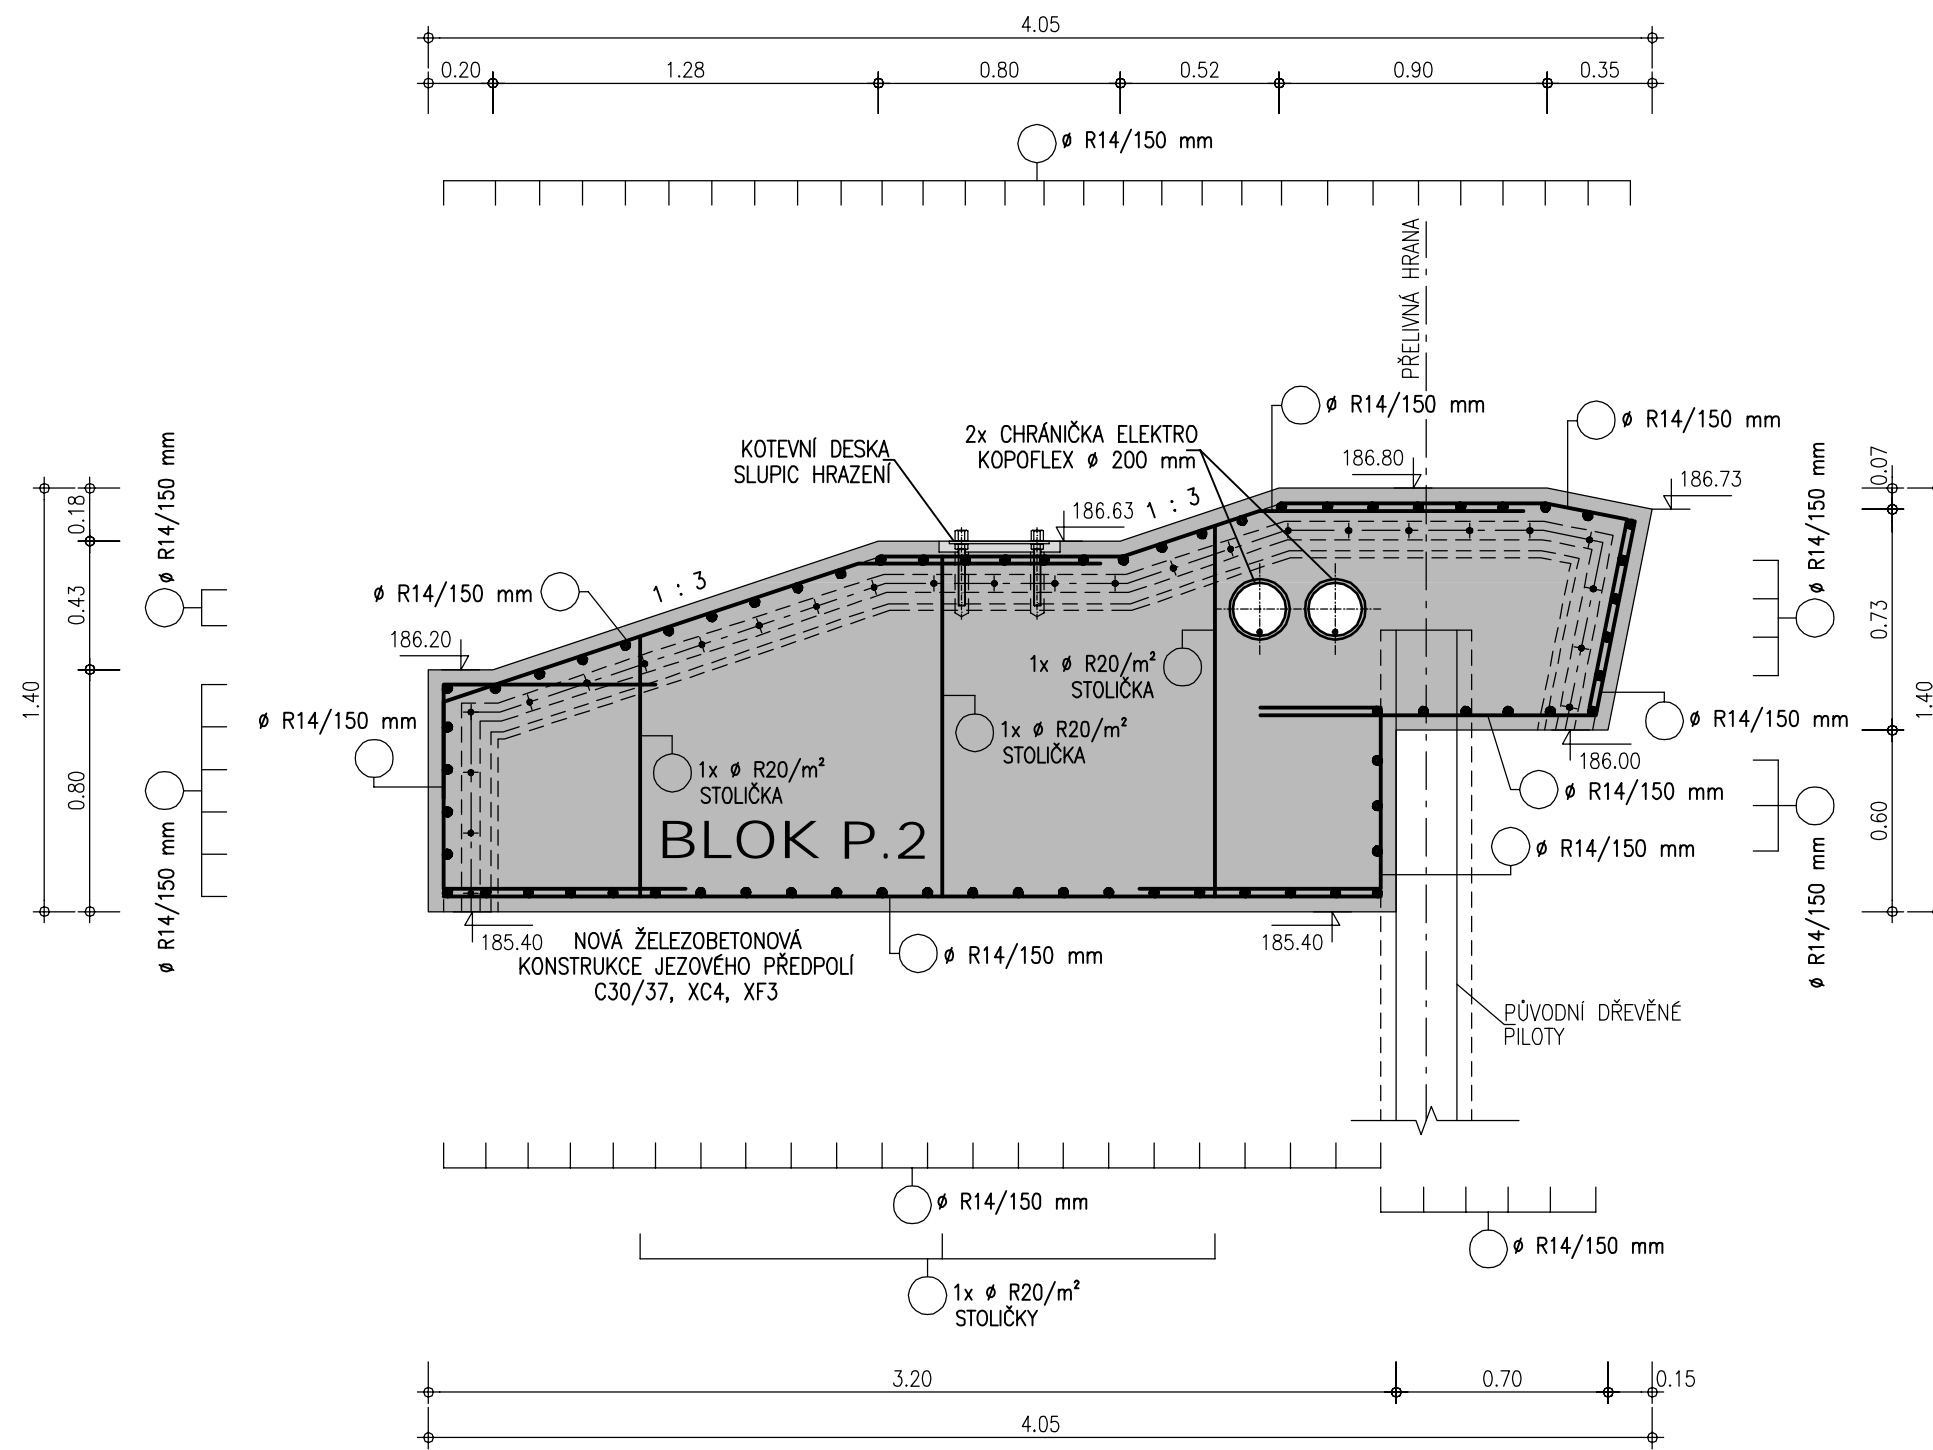 4.05
0.20
1.28
0.80
0.52
0.90
0.35
ø R14/150 mm
PŘELIVNÁ HRANA
ø R14/150 mm
ø R14/150 mm
KOTEVNÍ DESKA
SLUPIC HRAZENÍ
2x CHRÁNIČKA ELEKTRO
KOPOFLEX ø 200 mm
186.80
186.73
186.63
1 : 3
1 : 3
ø R14/150 mm
186.20
ø R14/150 mm
ø R14/150 mm
ø R14/150 mm
0.18
0.43
0.80
1.40
ø R14/150 mm
ø R14/150 mm
0.07
0.73
0.60
1.40
1x ø R20/m²
STOLIČKA
1x ø R20/m²
STOLIČKA
1x ø R20/m²
STOLIČKA
ø R14/150 mm
186.00
ø R14/150 mm
ø R14/150 mm
BLOK P.2
185.40
185.40
NOVÁ ŽELEZOBETONOVÁ
KONSTRUKCE JEZOVÉHO PŘEDPOLÍ
C30/37, XC4, XF3
ø R14/150 mm
PŮVODNÍ DŘEVĚNÉ
PILOTY
ø R14/150 mm
ø R14/150 mm
1x ø R20/m²
STOLIČKY
3.20
0.70
0.15
4.05